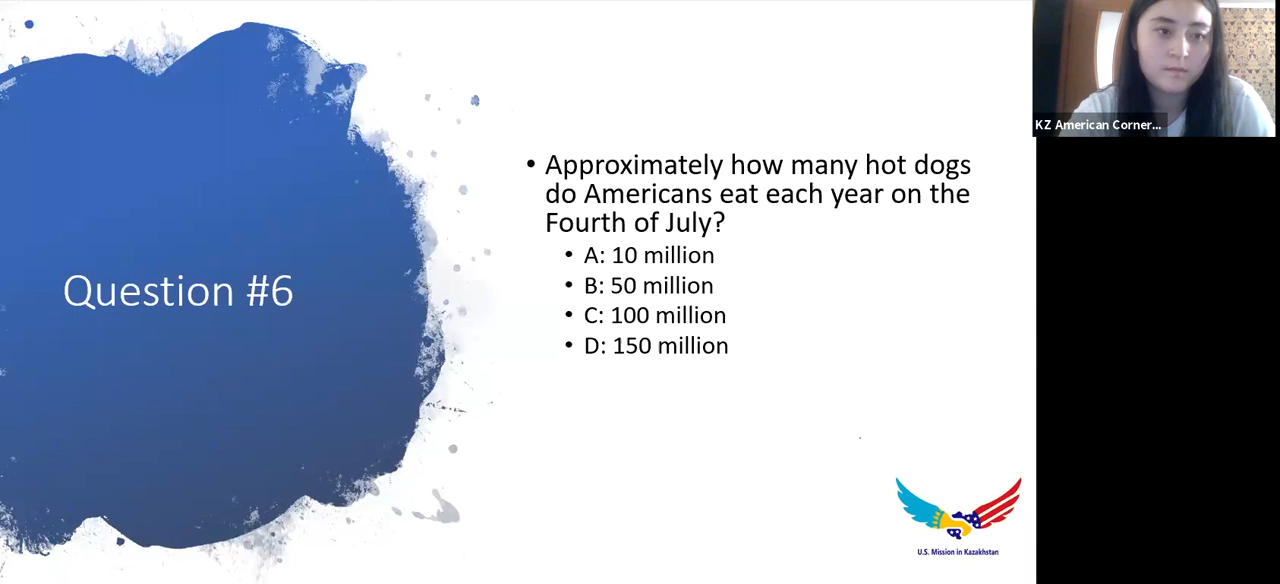 Question #6
• Approximately how many hot dogs
do Americans eat each year on the
Fourth of July?
• A: 10 million
• B: 50 million
• C: 100 million
• D: 150 million
KZ American Corner...
U.S. Mission in Kazakhstan